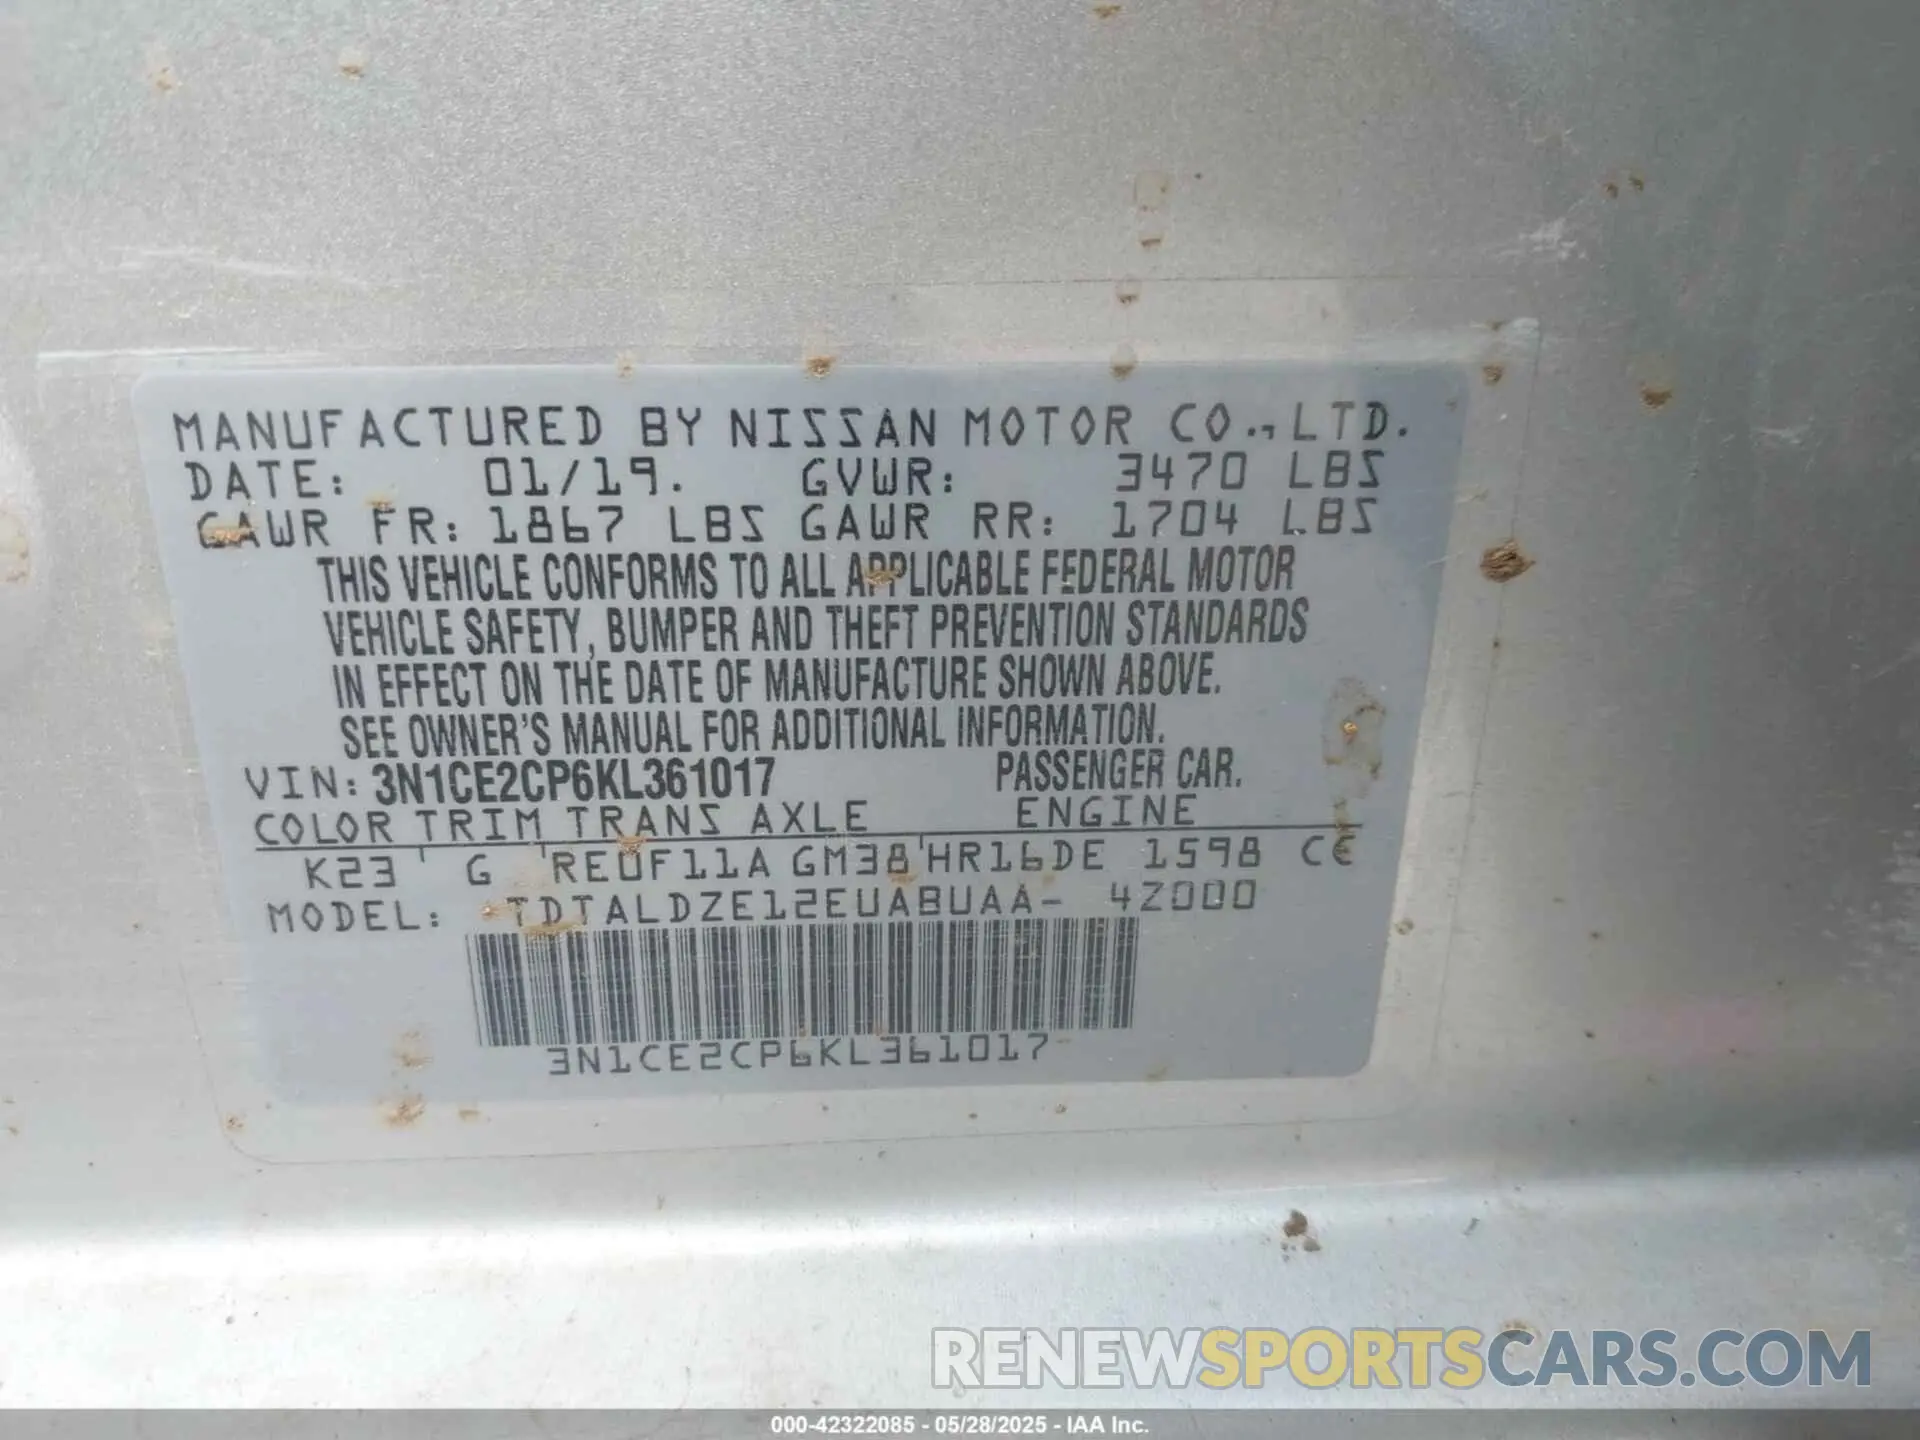 MANUFACTURED BY NISSAN MOTOR CO., LTD.
DATE: 01/19. GVWR: 3470 LBS
GAWR FR: 1867 LBS GAWR RR: 1704 LBS
THIS VEHICLE CONFORMS TO ALL APPLICABLE FEDERAL MOTOR
VEHICLE SAFETY, BUMPER AND THEFT PREVENTION STANDARDS
IN EFFECT ON THE DATE OF MANUFACTURE SHOWN ABOVE.
SEE OWNER'S MANUAL FOR ADDITIONAL INFORMATION.
VIN: 3N1CE2CP6KL361017 PASSENGER CAR.
COLOR TRIM TRANS AXLE ENGINE
K23 G RE0F11A GM38 HR16DE 1598 CC
MODEL: TDTALDZE12EUABUAA- 4Z000
3N1CE2CP6KL361017
RENEWSPORTSCARS.COM
000-42322085 - 05/28/2025 - IAA Inc.